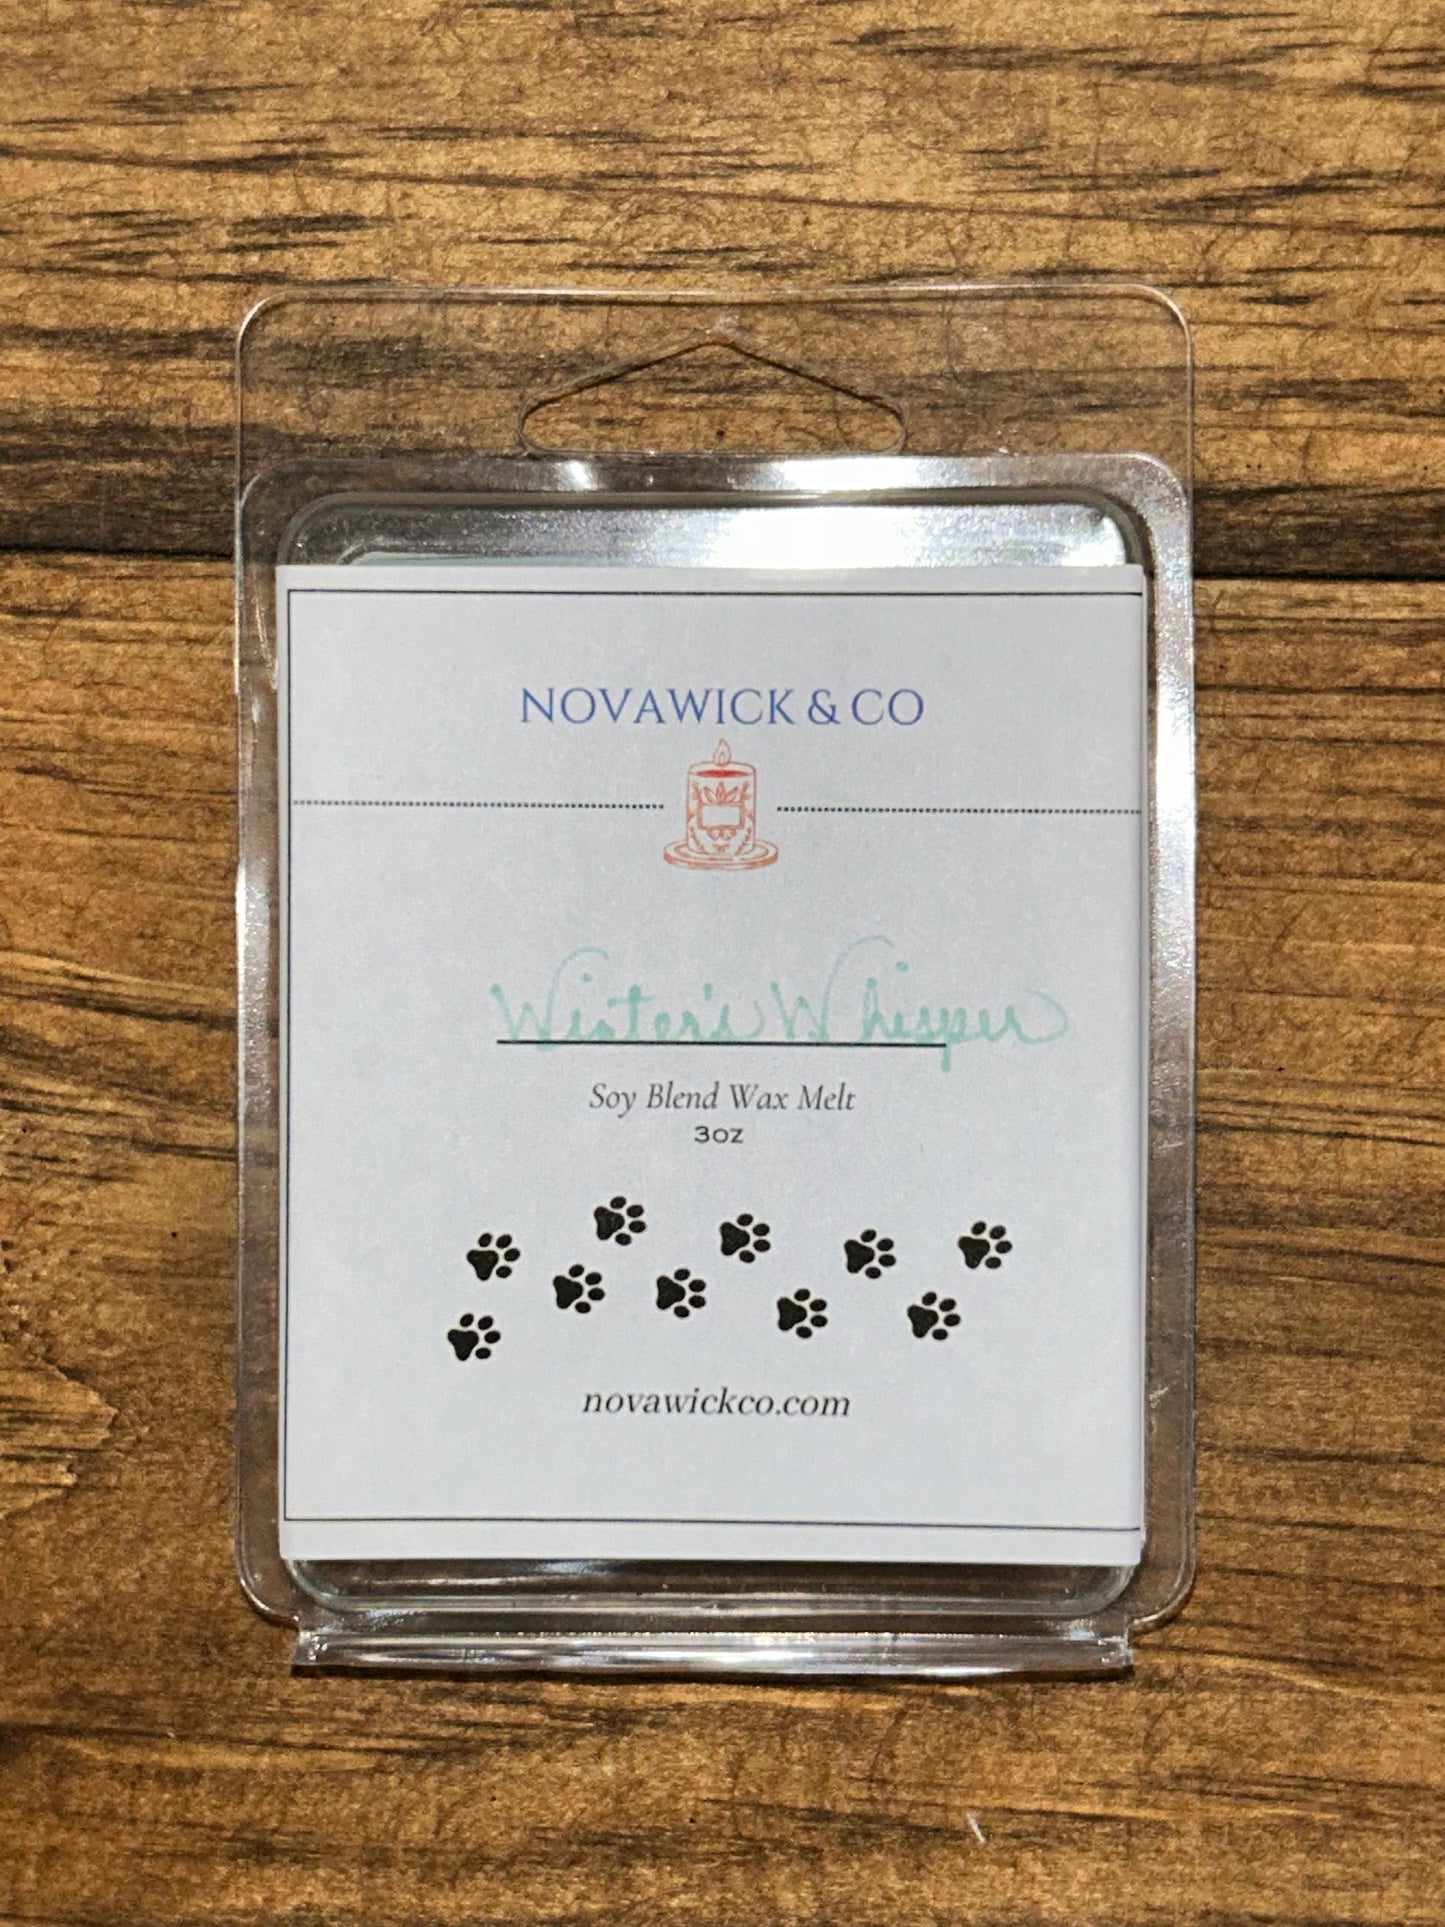 NOVAWICK & CO
Winter's Whisper
Soy Blend Wax Melt
3oz
novawickco.com